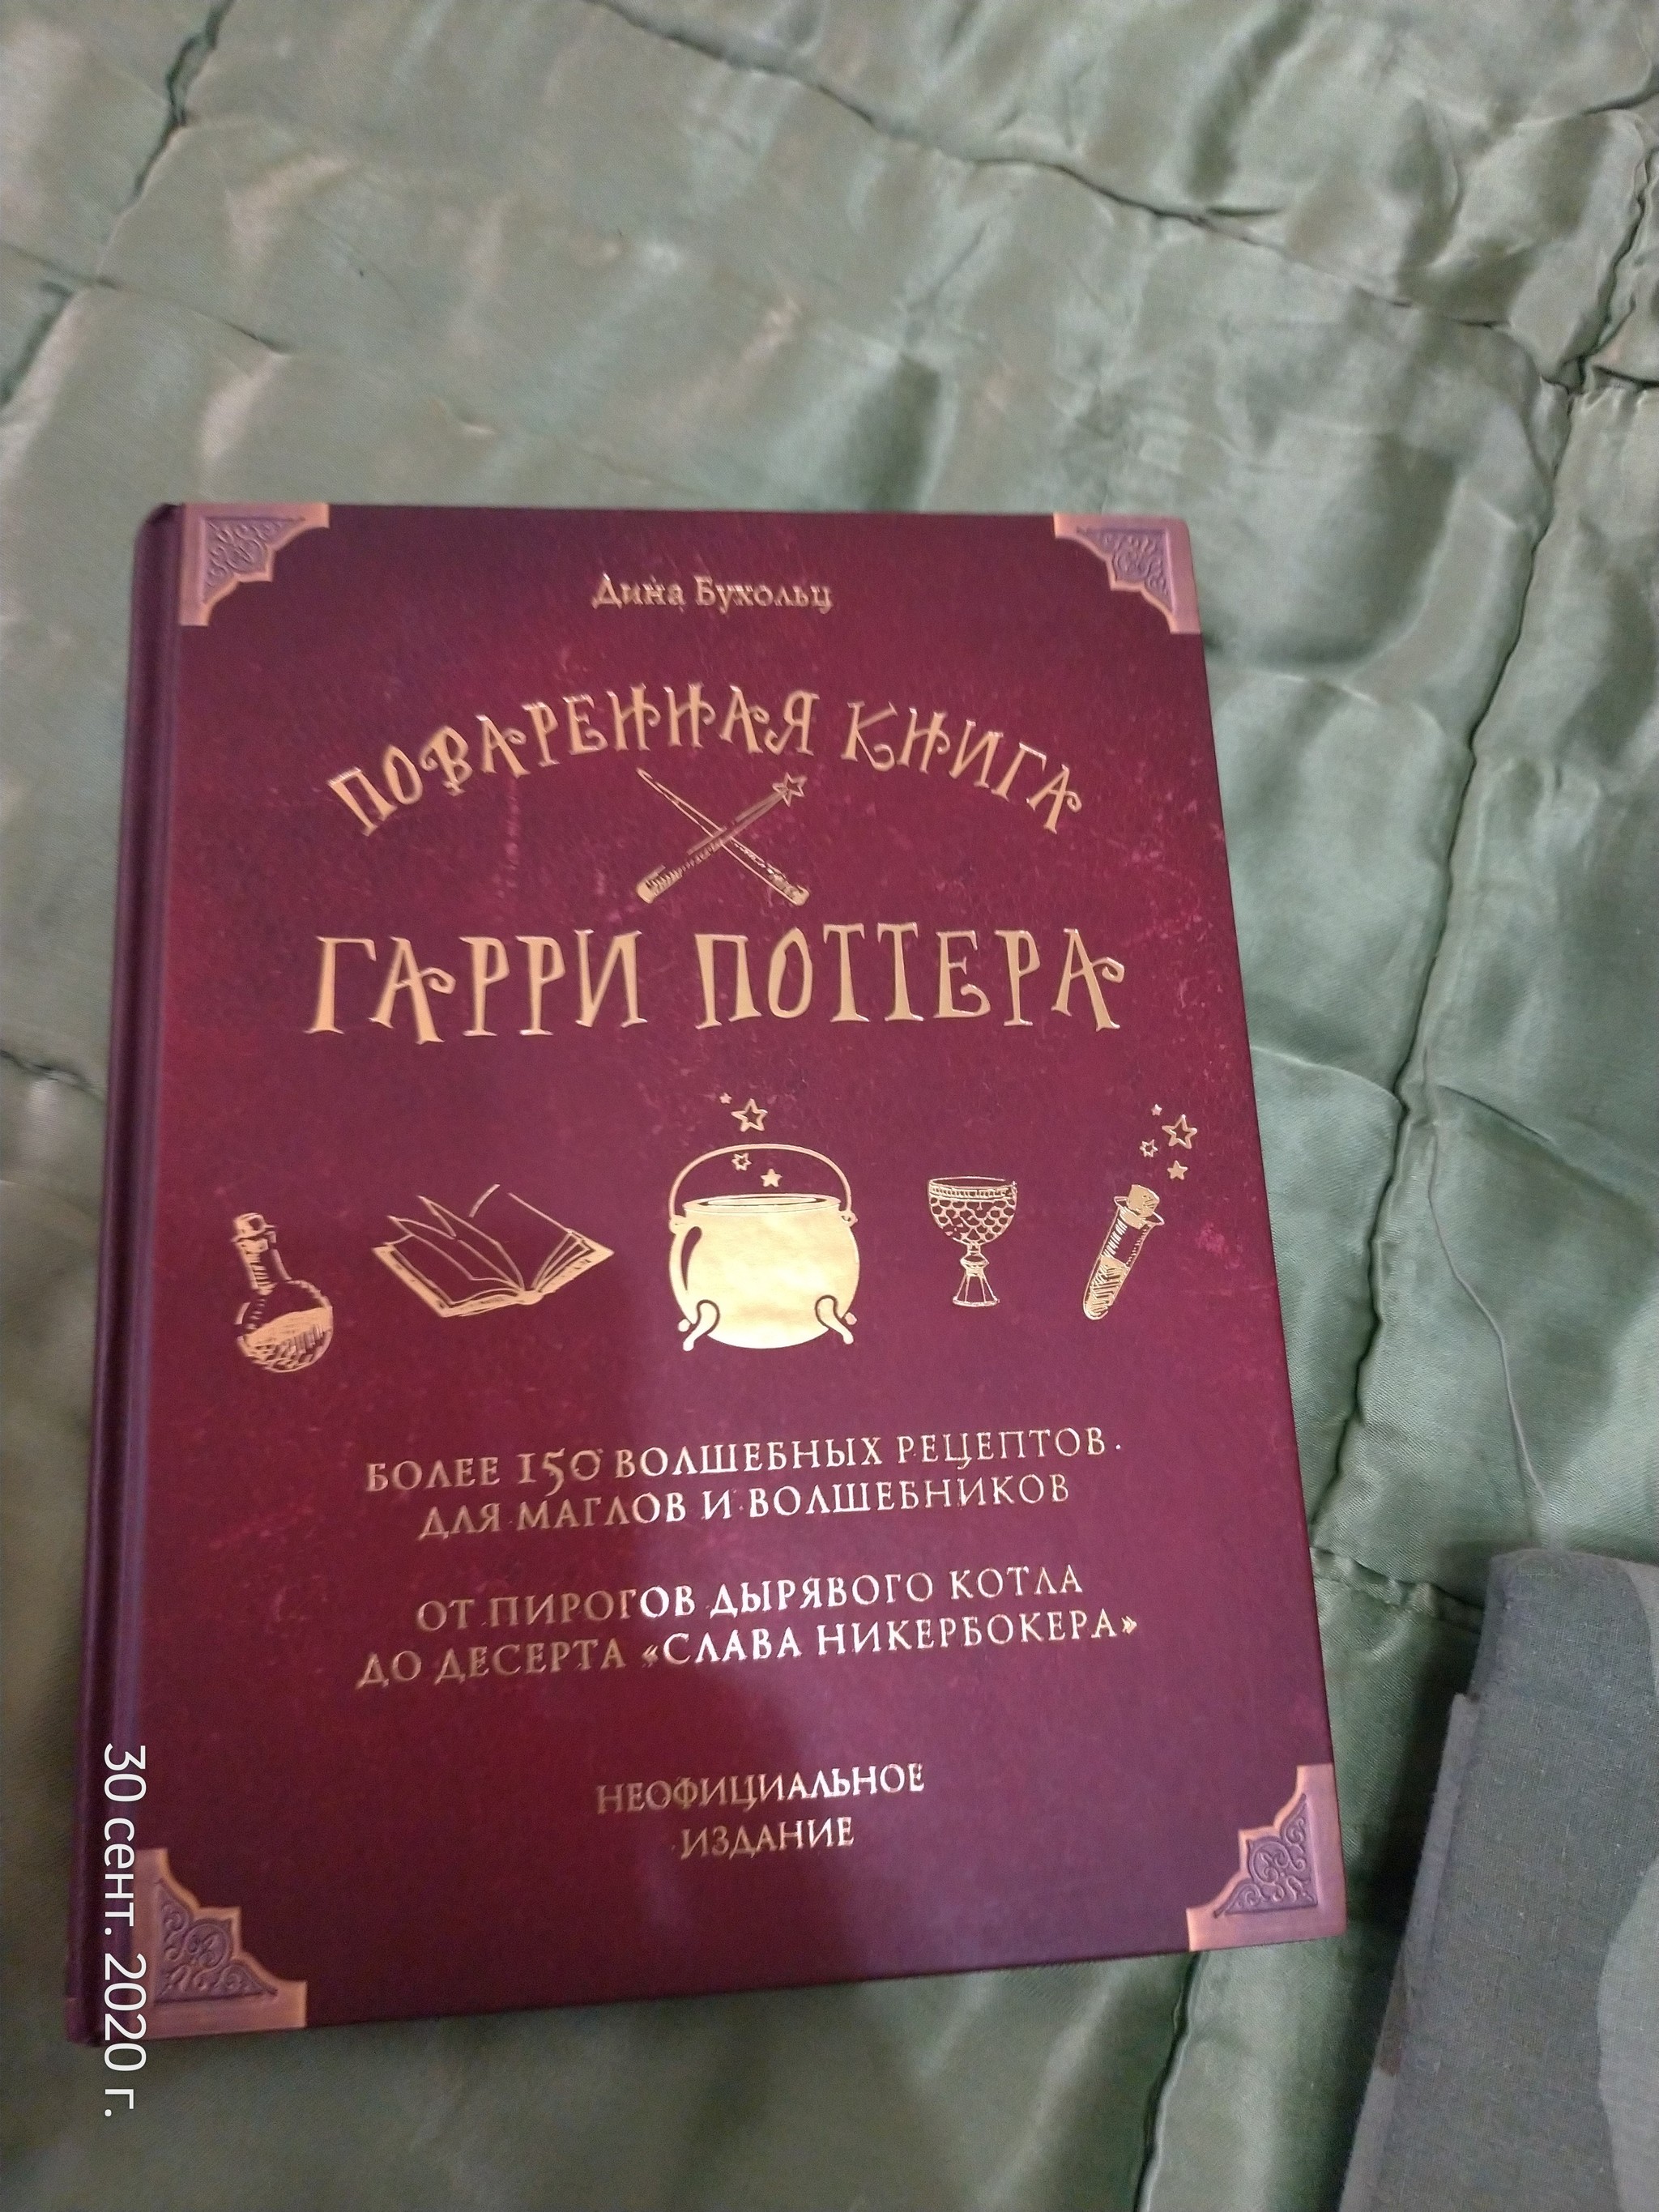 Дина Бухольц
ПОВАРЕННАЯ КНИГА
ГАРРИ ПОТТЕРА
БОЛЕЕ 150 ВОЛШЕБНЫХ РЕЦЕПТОВ
ДЛЯ МАГЛОВ И ВОЛШЕБНИКОВ
ОТ ПИРОГОВ ДЫРЯВОГО КОТЛА
ДО ДЕСЕРТА «СЛАВА НИКЕРБОКЕРА»
НЕОФИЦИАЛЬНОЕ
ИЗДАНИЕ
30 сент. 2020 г.